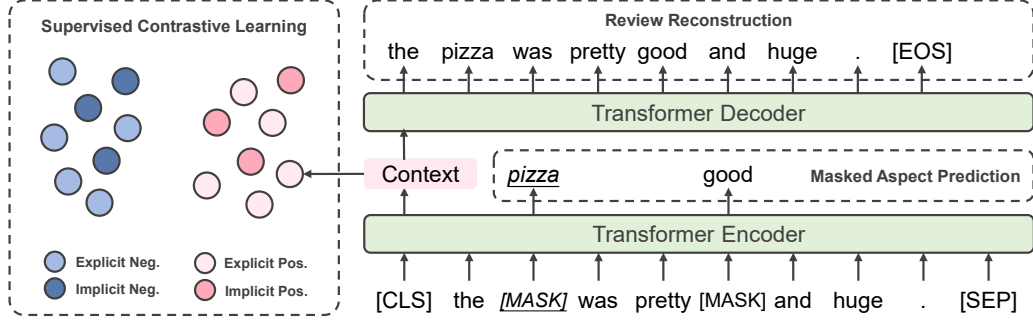 Supervised Contrastive Learning
Explicit Neg.
Explicit Pos.
Implicit Neg.
Implicit Pos.
Review Reconstruction
the pizza was pretty good and huge . [EOS]
Transformer Decoder
Context
pizza good
Masked Aspect Prediction
Transformer Encoder
[CLS] the [MASK] was pretty [MASK] and huge . [SEP]